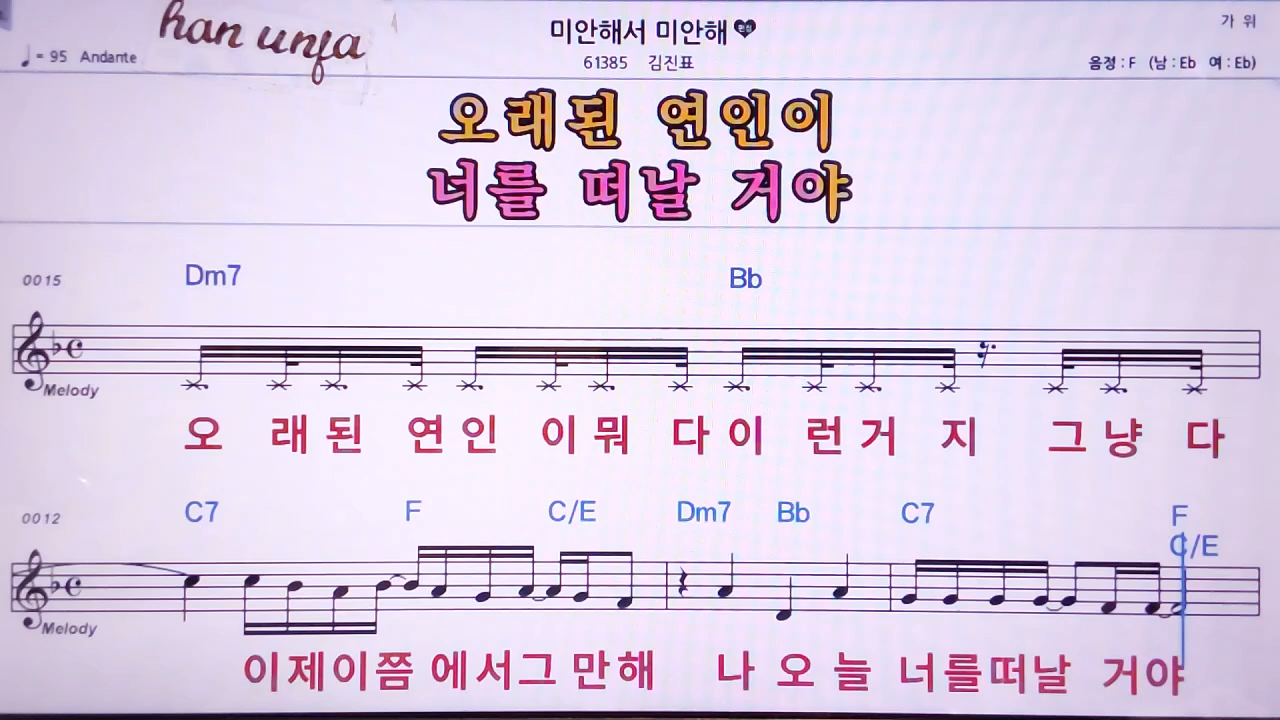 han unja
미안해서 미안해
가 위
♩= 95 Andante
61385 김진표
음정 : F (남 : Eb 여 : Eb)
오래된 연인이
너를 떠날 거야
0015 Dm7 Bb
Melody
오 래 된 연 인 이 뭐 다 이 런 거 지 그 냥 다
0012 C7 F C/E Dm7 Bb C7 F
C/E
Melody
이제이쯤 에서그 만해 나 오 늘 너를떠날 거야